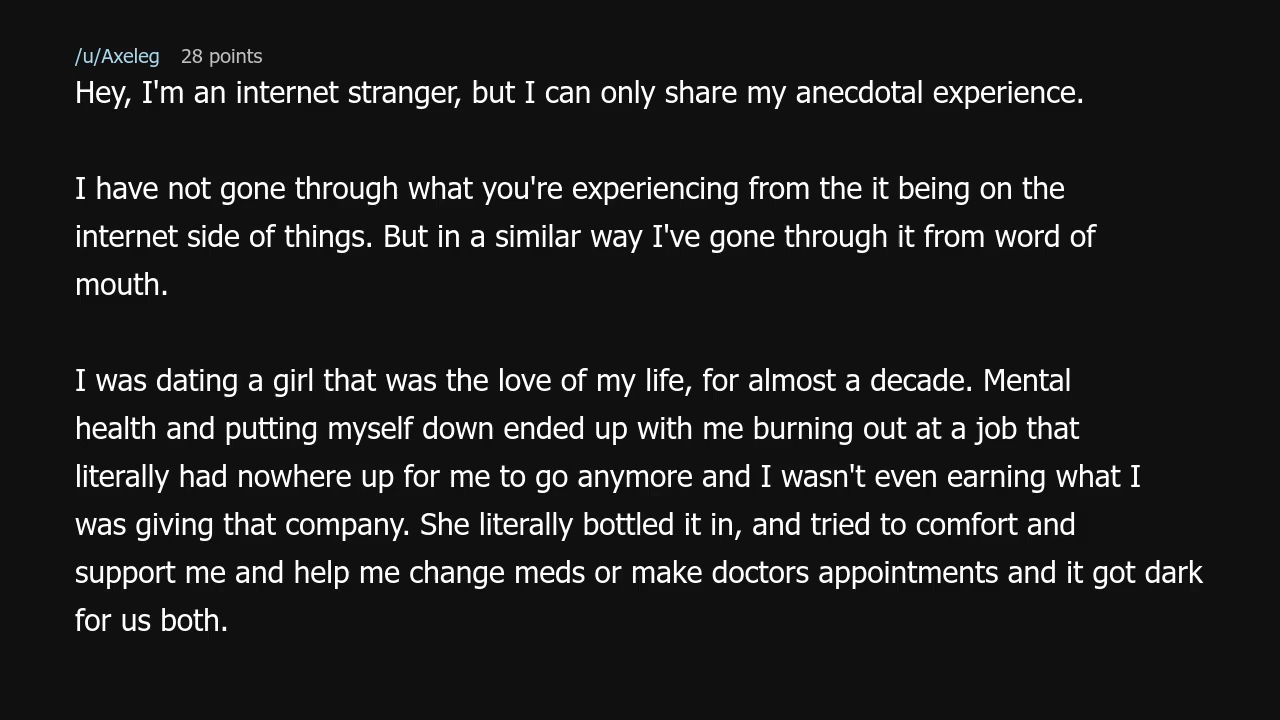 /u/Axeleg 28 points
Hey, I'm an internet stranger, but I can only share my anecdotal experience.
I have not gone through what you're experiencing from the it being on the
internet side of things. But in a similar way I've gone through it from word of
mouth.
I was dating a girl that was the love of my life, for almost a decade. Mental
health and putting myself down ended up with me burning out at a job that
literally had nowhere up for me to go anymore and I wasn't even earning what I
was giving that company. She literally bottled it in, and tried to comfort and
support me and help me change meds or make doctors appointments and it got dark
for us both.